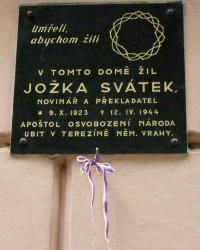 Umřeli,
abychom žili
V TOMTO DOMĚ ŽIL
JOŽKA SVÁTEK,
NOVINÁŘ A PŘEKLADATEL
* 9.X.1923 † 12.IV.1944
APOŠTOL OSVOBOZENÍ NÁRODA
UBIT V TEREZÍNĚ NĚM. VRAHY.